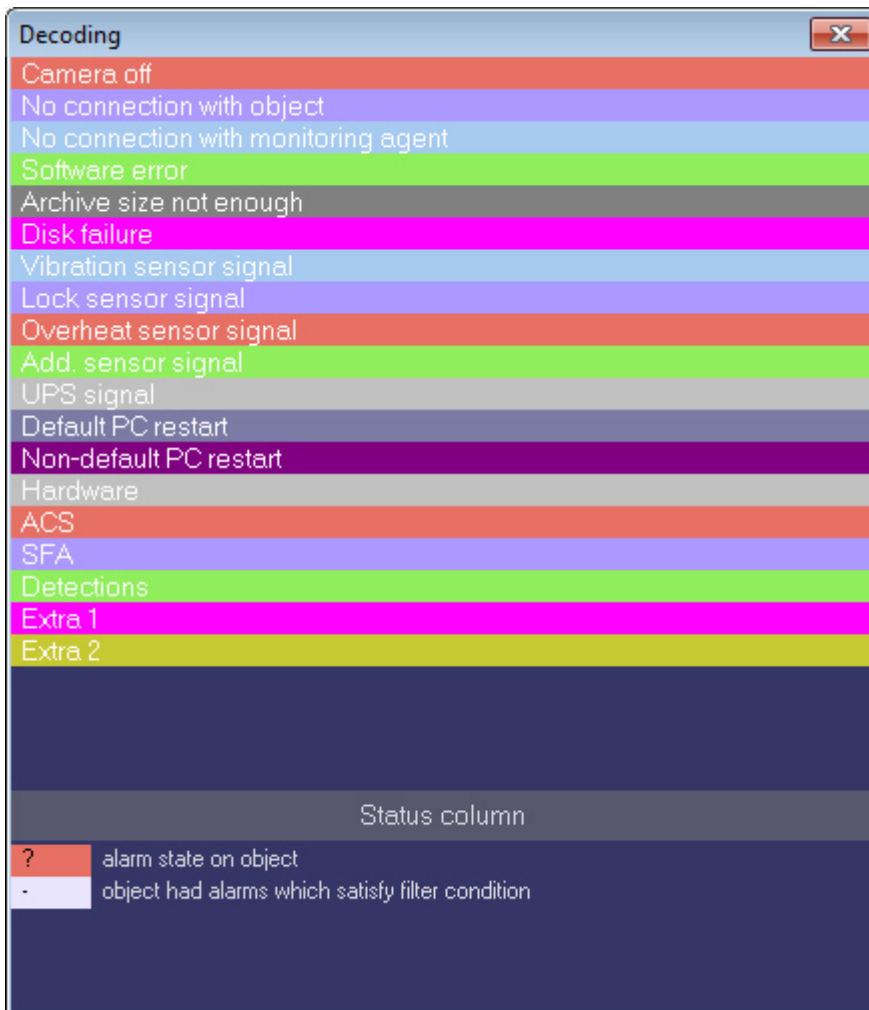 Decoding
Camera off
No connection with object
No connection with monitoring agent
Software error
Archive size not enough
Disk failure
Vibration sensor signal
Lock sensor signal
Overheat sensor signal
Add. sensor signal
UPS signal
Default PC restart
Non-default PC restart
Hardware
ACS
SFA
Detections
Extra 1
Extra 2
Status column
? alarm state on object
- object had alarms which satisfy filter condition